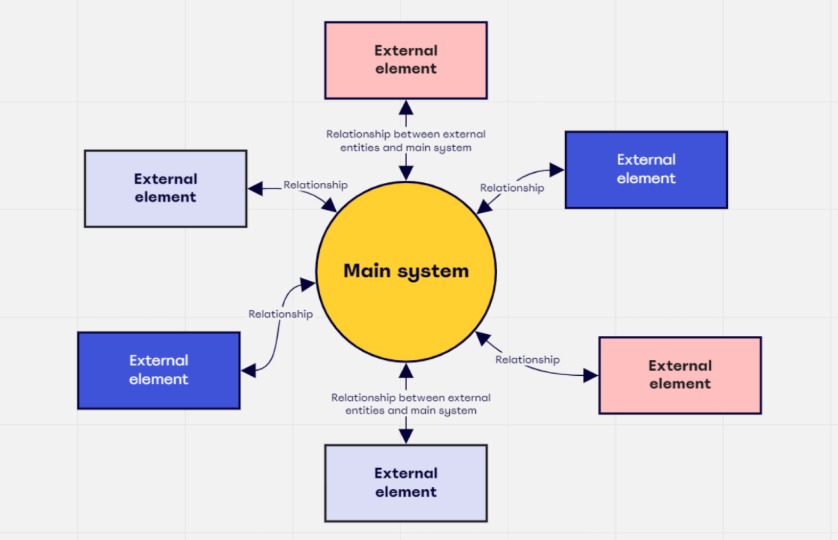 External
element
Relationship between external
entities and main system
External
element
External
element
Relationship
Relationship
Main system
Relationship
External
element
Relationship
External
element
Relationship between external
entities and main system
External
element